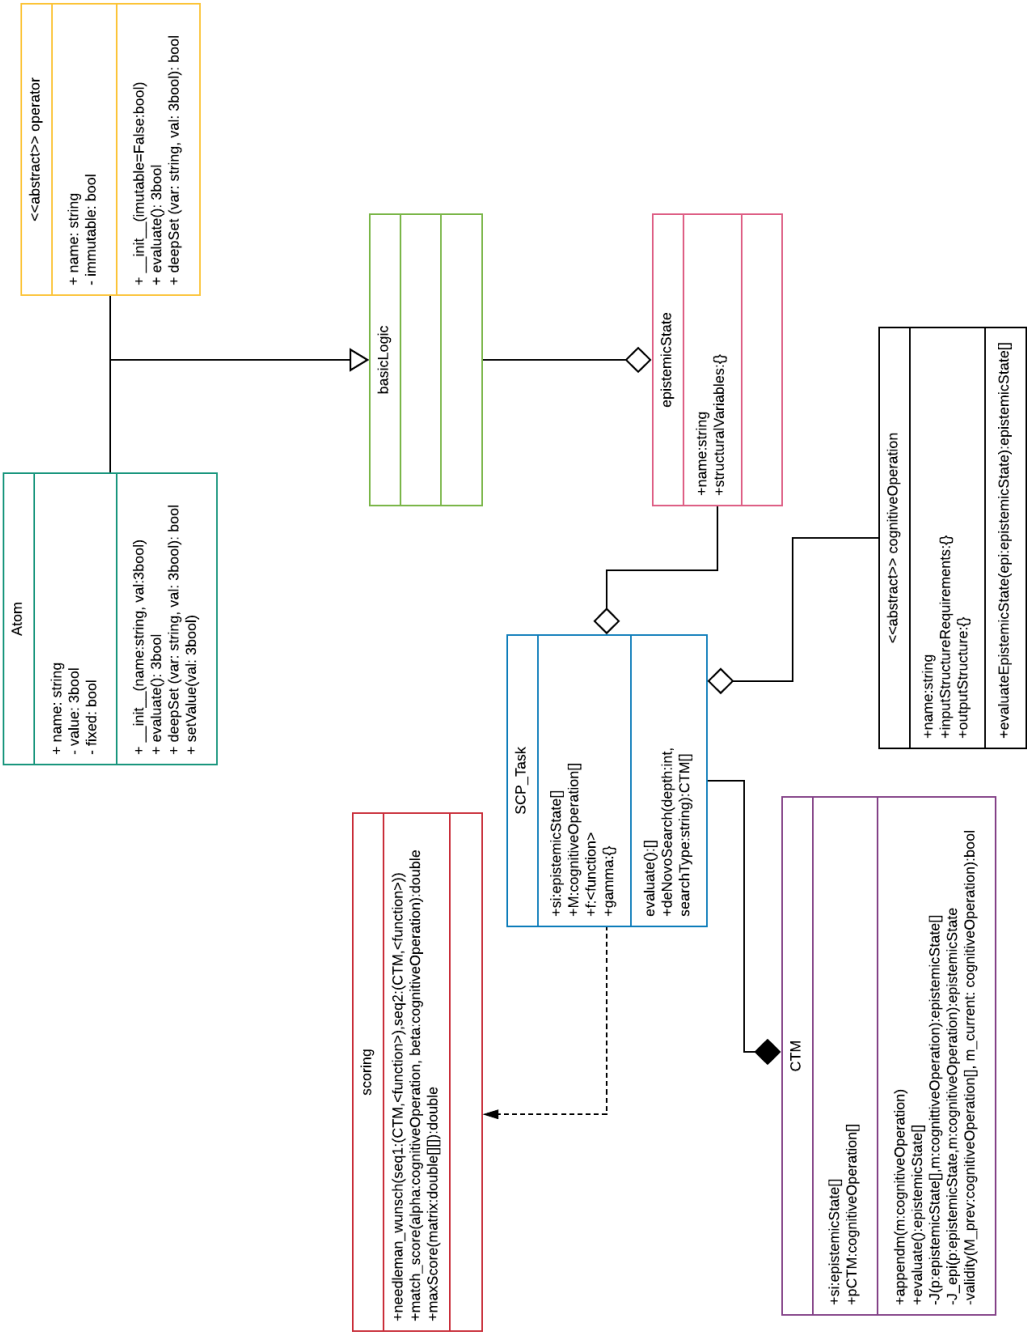 <<abstract>> operator
+ name: string
- immutable: bool
+ __init__(imutable=False:bool)
+ evaluate(): 3bool
+ deepSet (var: string, val: 3bool): bool
Atom
+ name: string
- value: 3bool
- fixed: bool
+ __init__(name:string, val:3bool)
+ evaluate(): 3bool
+ deepSet (var: string, val: 3bool): bool
+ setValue(val: 3bool)
basicLogic
epistemicState
+name:string
+structuralVariables:{}
<<abstract>> cognitiveOperation
+name:string
+inputStructureRequirements:{}
+outputStructure:{}
+evaluateEpistemicState(epi:epistemicState):epistemicState[]
SCP_Task
+si:epistemicState[]
+M:cognitiveOperation[]
+f:<function>
+gamma:{}
evaluate():[]
+deNovoSearch(depth:int,
searchType:string):CTM[]
scoring
+needleman_wunsch(seq1:(CTM,<function>),seq2:(CTM,<function>))
+match_score(alpha:cognitiveOperation, beta:cognitiveOperation):double
+maxScore(matrix:double[][]):double
CTM
+si:epistemicState[]
+pCTM:cognitiveOperation[]
+appendm(m:cognitiveOperation)
+evaluate():epistemicState[]
-J(p:epistemicState[],m:cognittiveOperation):epistemicState[]
-J_epi(p:epistemicState,m:cognitiveOperation):epistemicState
-validity(M_prev:cognitiveOperation[], m_current: cognitiveOperation):bool